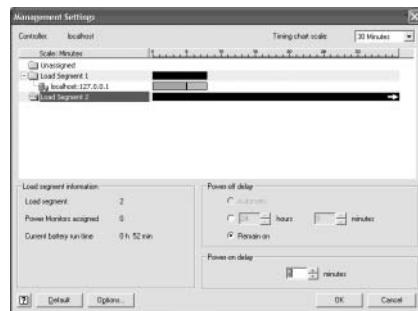 Management Settings
Controller: localhost
Timing chart scale: 30 Minutes
Scale: Minutes
Unassigned
Load Segment 1
localhost:127.0.0.1
Load Segment 2
Load segment information
Load segment 2
Power Monitors assigned 0
Current battery run time 0 h 52 min
Power off delay
Automatic
hours minutes
Remain on
Power on delay
minutes
? Default Options... OK Cancel